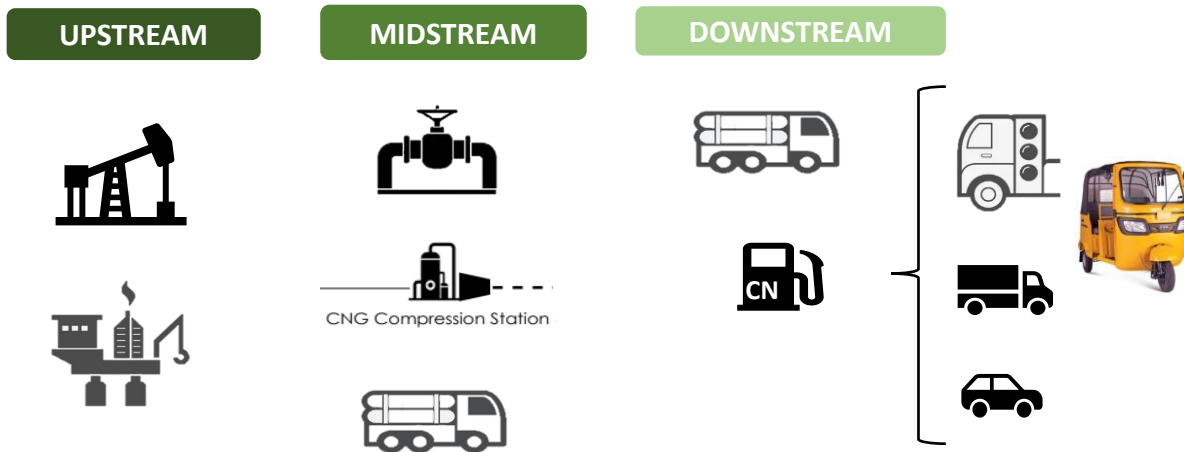 UPSTREAM
MIDSTREAM
DOWNSTREAM
CN
CNG Compression Station